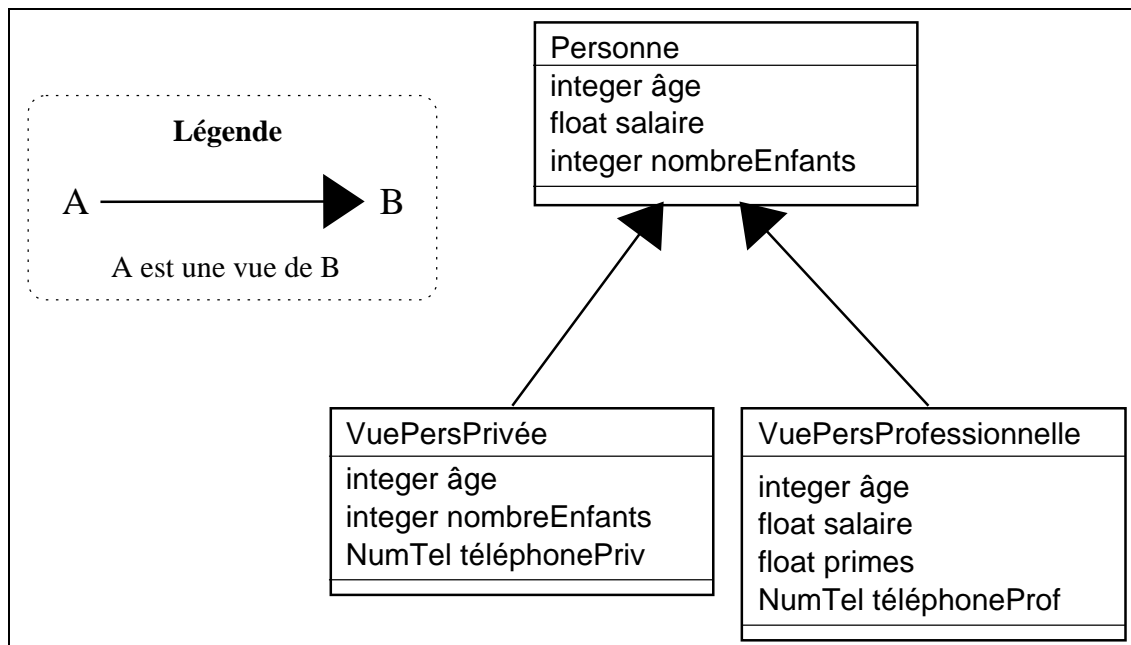 Légende
A B
A est une vue de B
Personne
integer âge
float salaire
integer nombreEnfants
VuePersPrivée
integer âge
integer nombreEnfants
NumTel téléphonePriv
VuePersProfessionnelle
integer âge
float salaire
float primes
NumTel téléphoneProf